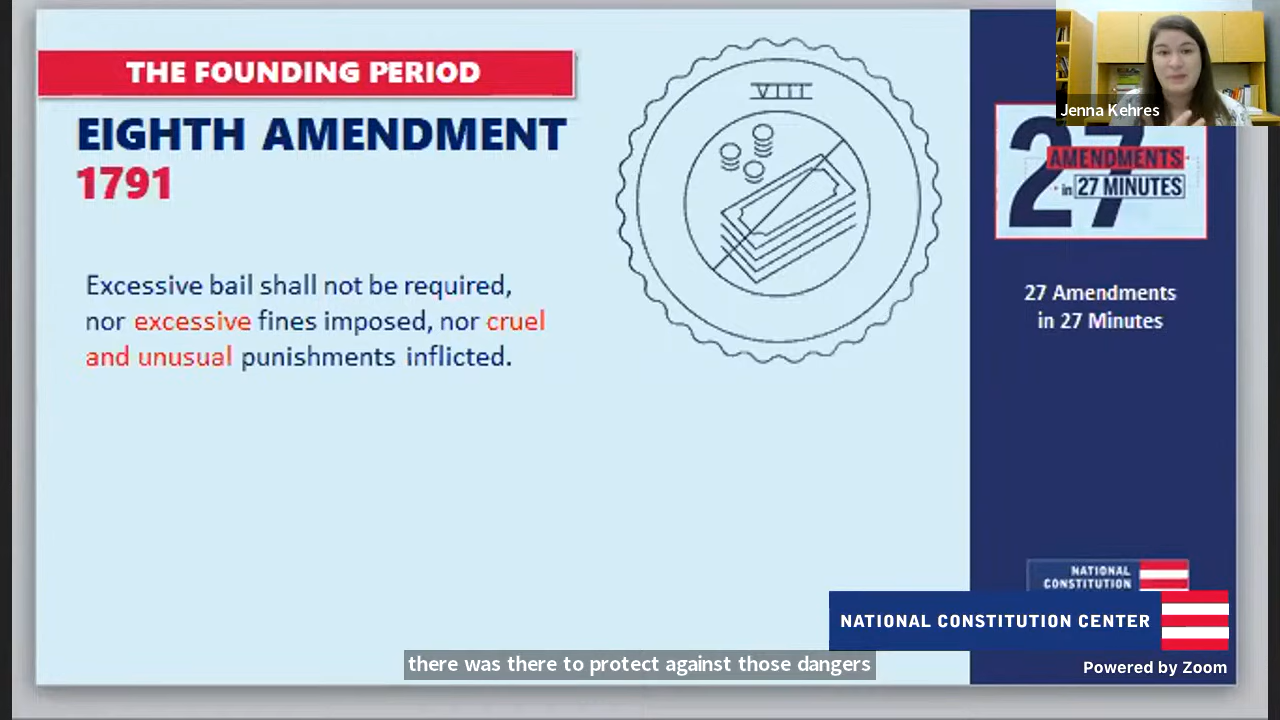 THE FOUNDING PERIOD
EIGHTH AMENDMENT
1791
Excessive bail shall not be required,
nor excessive fines imposed, nor cruel
and unusual punishments inflicted.
VIII
Jenna Kehres
27
AMENDMENTS
in 27 MINUTES
27 Amendments
in 27 Minutes
NATIONAL
CONSTITUTION
NATIONAL CONSTITUTION CENTER
Powered by Zoom
there was there to protect against those dangers